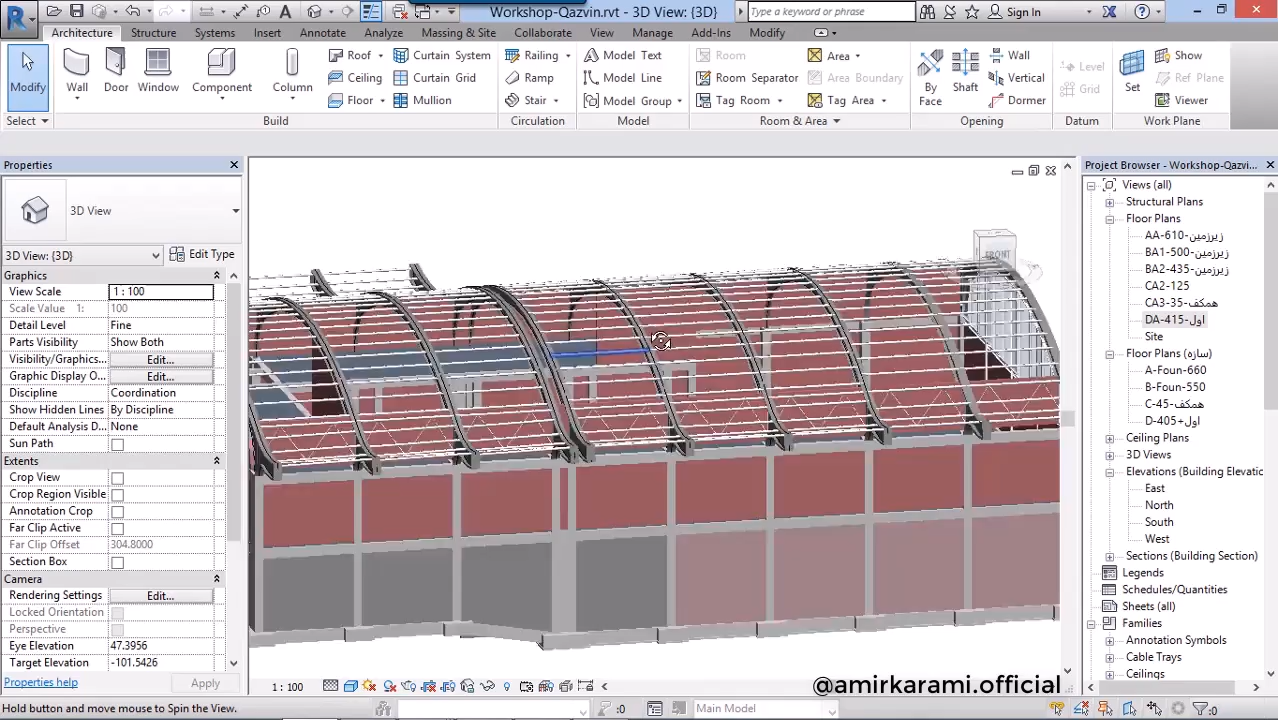 Workshop-Qazvin.rvt - 3D View: {3D}
Type a keyword or phrase
Sign In
Architecture Structure Systems Insert Annotate Analyze Massing & Site Collaborate View Manage Add-Ins Modify
Modify
Wall
Door
Window
Component
Column
Roof
Ceiling
Floor
Curtain System
Curtain Grid
Mullion
Railing
Ramp
Stair
Model Text
Model Line
Model Group
Room
Room Separator
Tag Room
Area
Area Boundary
Tag Area
By Face
Shaft
Wall
Vertical
Dormer
Level
Grid
Set
Show
Ref Plane
Viewer
Select
Build
Circulation
Model
Room & Area
Opening
Datum
Work Plane
Properties
3D View
3D View: {3D}
Edit Type
Graphics
View Scale 1 : 100
Scale Value 1: 100
Detail Level Fine
Parts Visibility Show Both
Visibility/Graphics... Edit...
Graphic Display O... Edit...
Discipline Coordination
Show Hidden Lines By Discipline
Default Analysis D... None
Sun Path
Extents
Crop View
Crop Region Visible
Annotation Crop
Far Clip Active
Far Clip Offset 304.8000
Section Box
Camera
Rendering Settings Edit...
Locked Orientation
Perspective
Eye Elevation 47.3956
Target Elevation -101.5426
Properties help
Apply
FRONT
Project Browser - Workshop-Qazvi...
Views (all)
Structural Plans
Floor Plans
AA-610-زیرزمین
BA1-500-زیرزمین
BA2-435-زیرزمین
CA2-125
CA3-35-همکف
DA-415-اول
Site
Floor Plans (سازه)
A-Foun-660
B-Foun-550
C-45-همکف
D-405+اول
Ceiling Plans
3D Views
Elevations (Building Elevatic
East
North
South
West
Sections (Building Section)
Legends
Schedules/Quantities
Sheets (all)
Families
Annotation Symbols
Cable Trays
Ceilings
1 : 100
@amirkarami.official
Hold button and move mouse to Spin the View.
:0
Main Model
:0